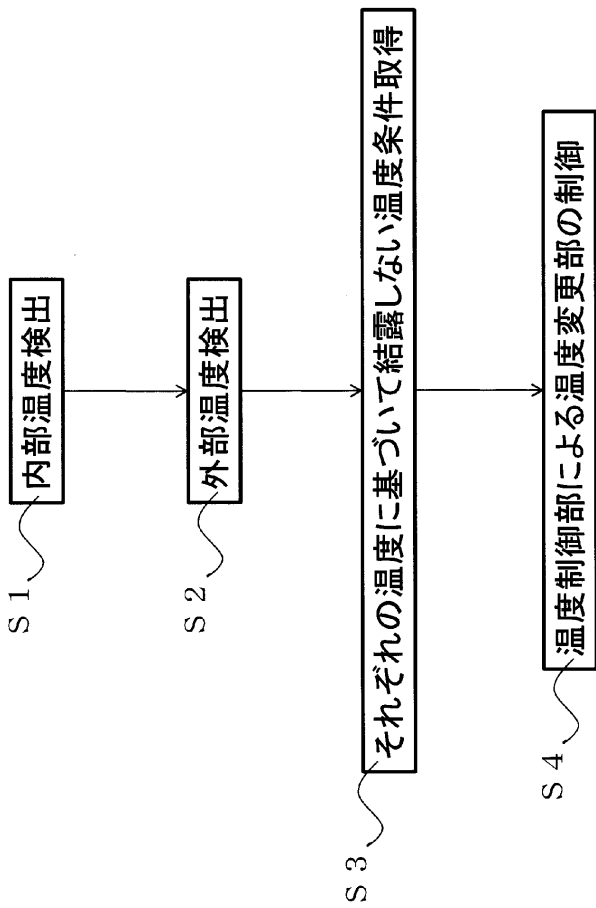 S1
内部温度検出
S2
外部温度検出
S3
それぞれの温度に基づいて結露しない温度条件取得
S4
温度制御部による温度変更部の制御